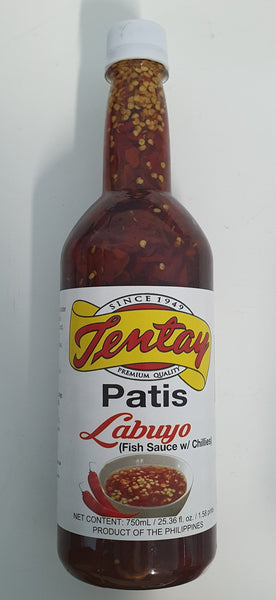 SINCE 1949
Tentay
PREMIUM QUALITY
Patis
Labuyo
(Fish Sauce w/ Chillies)
NET CONTENT: 750mL / 25.36 fl. oz. / 1.58 pints
PRODUCT OF THE PHILIPPINES